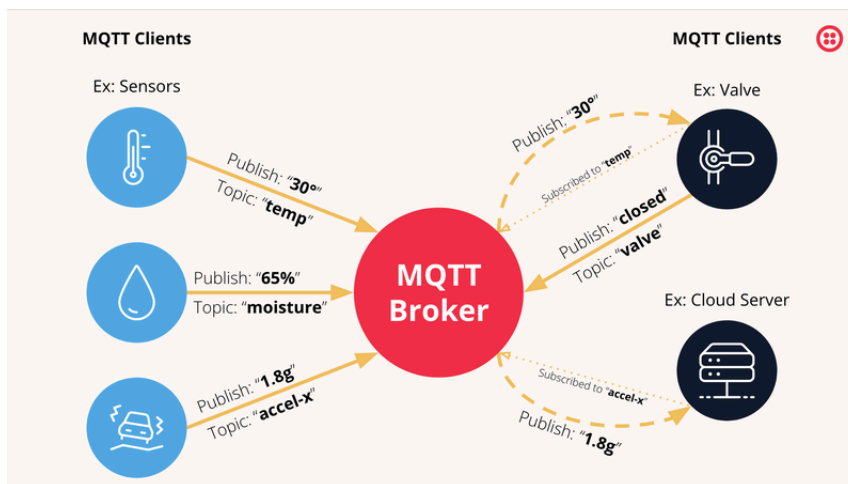 MQTT Clients
Ex: Sensors
Publish: “30°”
Topic: “temp”
Publish: “65%”
Topic: “moisture”
Publish: “1.8g”
Topic: “accel-x”
MQTT
Broker
MQTT Clients
Ex: Valve
Publish: “30°”
Subscribed to “temp”
Publish: “closed”
Topic: “valve”
Ex: Cloud Server
Subscribed to “accel-x”
Publish: “1.8g”